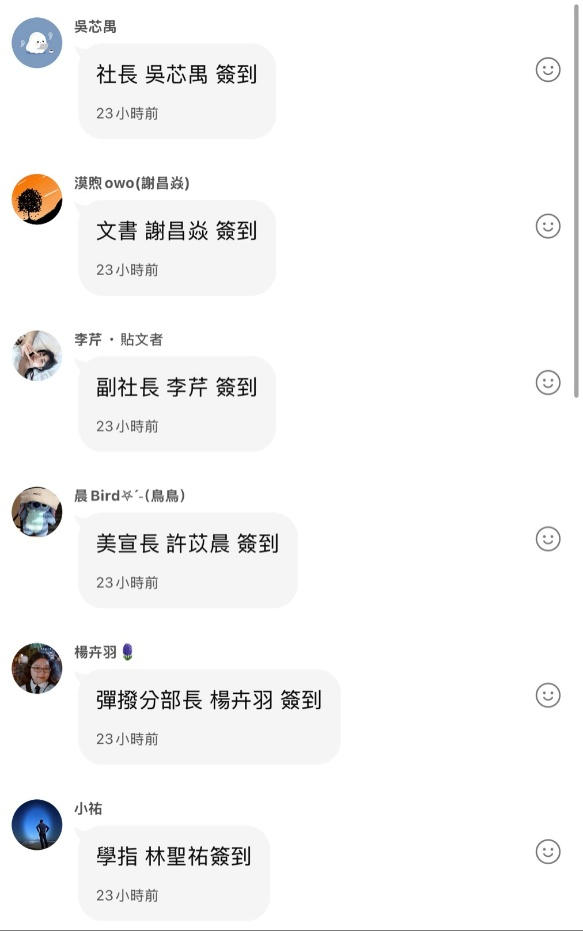 吳芯禺
社長 吳芯禺 簽到
23小時前
漠煦owo(謝昌焱)
文書 謝昌焱 簽到
23小時前
李芹・貼文者
副社長 李芹 簽到
23小時前
晨Bird⛧´-(鳥鳥)
美宣長 許苡晨 簽到
23小時前
楊卉羽🪻
彈撥分部長 楊卉羽 簽到
23小時前
小祐
學指 林聖祐簽到
23小時前